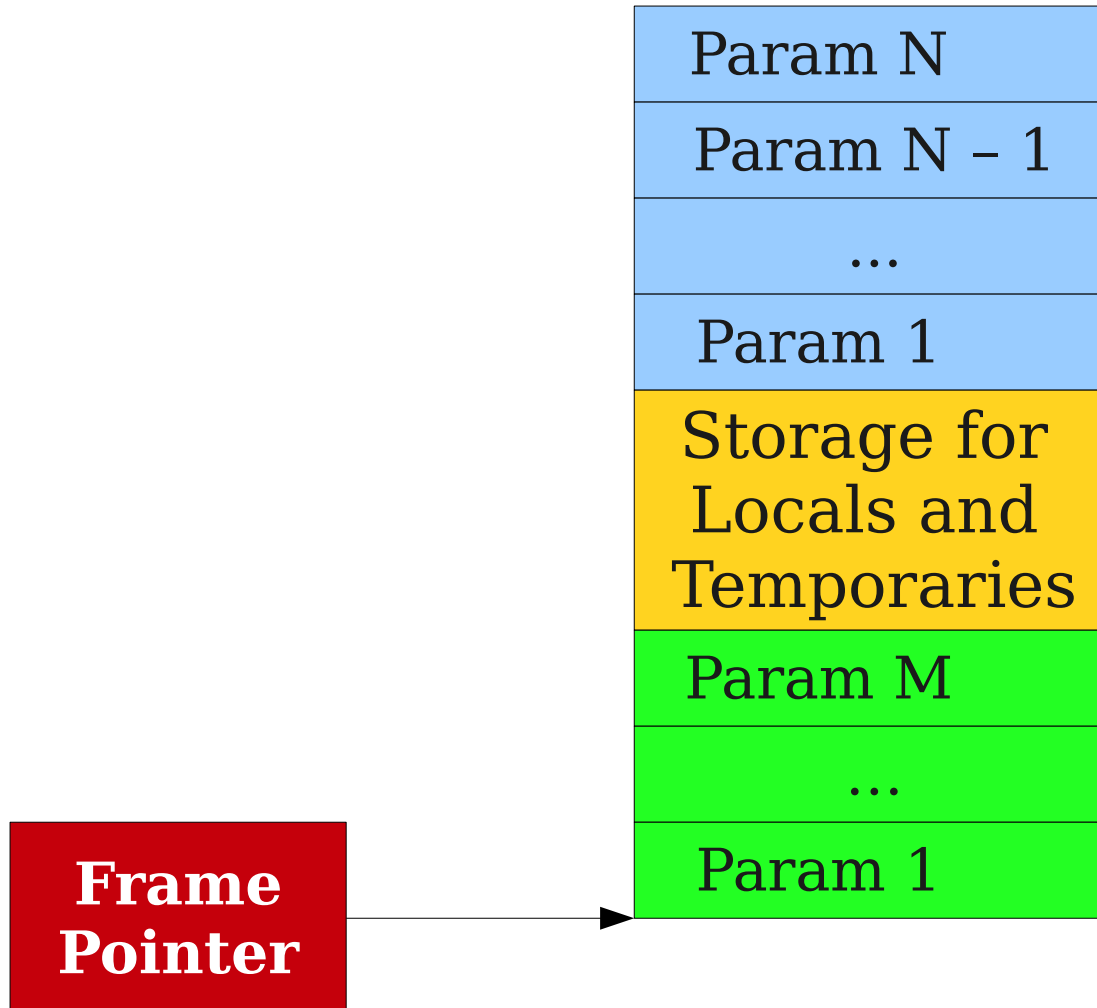 Param N
Param N – 1
...
Param 1
Storage for
Locals and
Temporaries
Param M
...
Param 1
Frame
Pointer